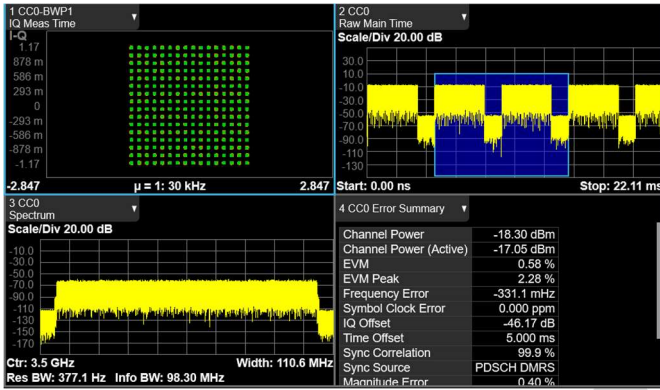 1 CC0-BWP1
IQ Meas Time
I-Q
1.17
878 m
586 m
293 m
0
-293 m
-586 m
-878 m
-1.17
-2.847
μ = 1: 30 kHz
2.847
2 CC0
Raw Main Time
Scale/Div 20.00 dB
30.0
10.0
-10.0
-30.0
-50.0
-70.0
-90.0
-110
-130
Start: 0.00 ns
Stop: 22.11 ms
3 CC0
Spectrum
Scale/Div 20.00 dB
-10.0
-30.0
-50.0
-70.0
-90.0
-110
-130
-150
-170
Ctr: 3.5 GHz
Width: 110.6 MHz
Res BW: 377.1 Hz Info BW: 98.30 MHz
4 CC0 Error Summary
Channel Power -18.30 dBm
Channel Power (Active) -17.05 dBm
EVM 0.58 %
EVM Peak 2.28 %
Frequency Error -331.1 mHz
Symbol Clock Error 0.000 ppm
IQ Offset -46.17 dB
Time Offset 5.000 ms
Sync Correlation 99.9 %
Sync Source PDSCH DMRS
Magnitude Error 0.40 %